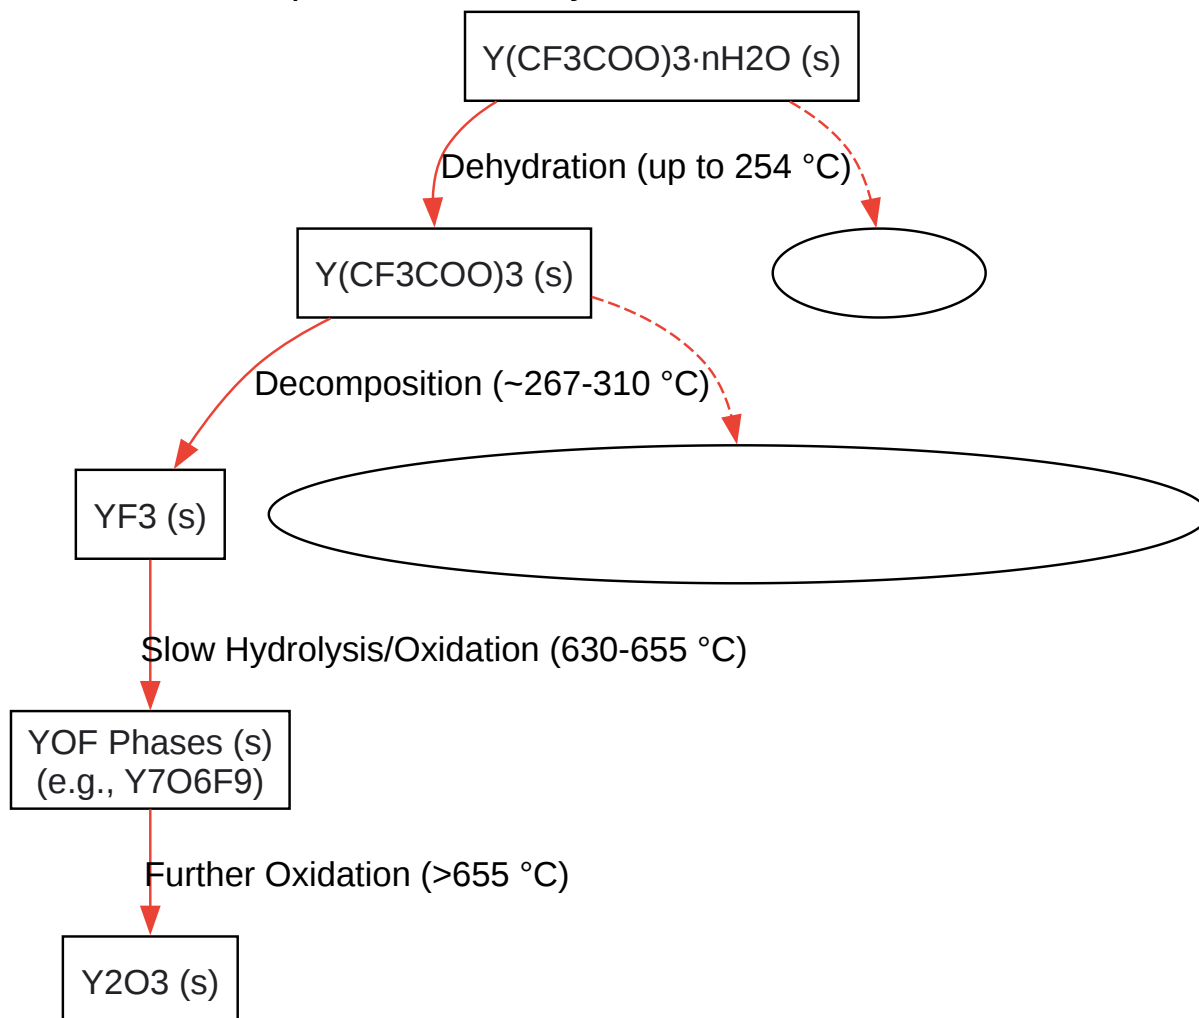 Y(CF3COO)3·nH2O (s)
Dehydration (up to 254 °C)
Y(CF3COO)3 (s)
Decomposition (~267-310 °C)
YF3 (s)
Slow Hydrolysis/Oxidation (630-655 °C)
YOF Phases (s)
(e.g., Y7O6F9)
Further Oxidation (>655 °C)
Y2O3 (s)